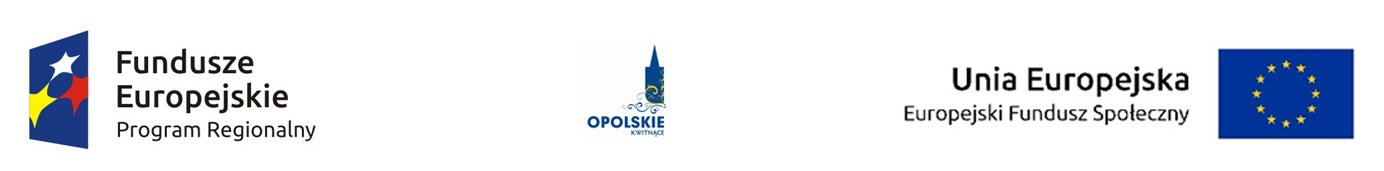 Fundusze
Europejskie
Program Regionalny
OPOLSKIE
KWITNĄCE
Unia Europejska
Europejski Fundusz Społeczny